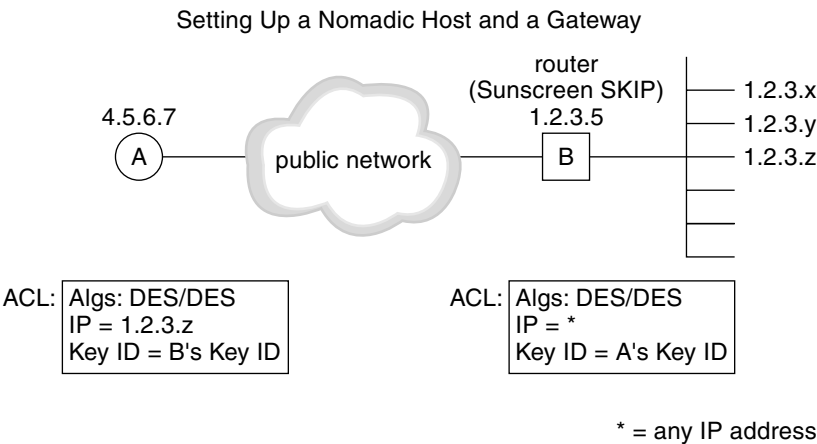 Setting Up a Nomadic Host and a Gateway
router
(Sunscreen SKIP)
1.2.3.5
4.5.6.7
A
public network
B
1.2.3.x
1.2.3.y
1.2.3.z
ACL:
Algs: DES/DES
IP = 1.2.3.z
Key ID = B's Key ID
ACL:
Algs: DES/DES
IP = *
Key ID = A's Key ID
* = any IP address